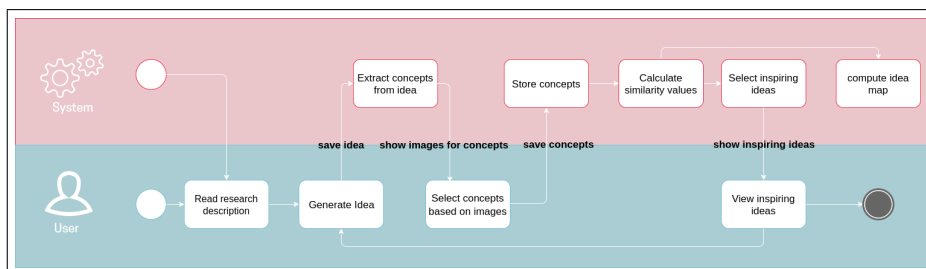 System
Extract concepts
from idea
Store concepts
Calculate
similarity values
Select inspiring
ideas
compute idea
map
save idea
show images for concepts
save concepts
show inspiring ideas
User
Read research
description
Generate Idea
Select concepts
based on images
View inspiring
ideas